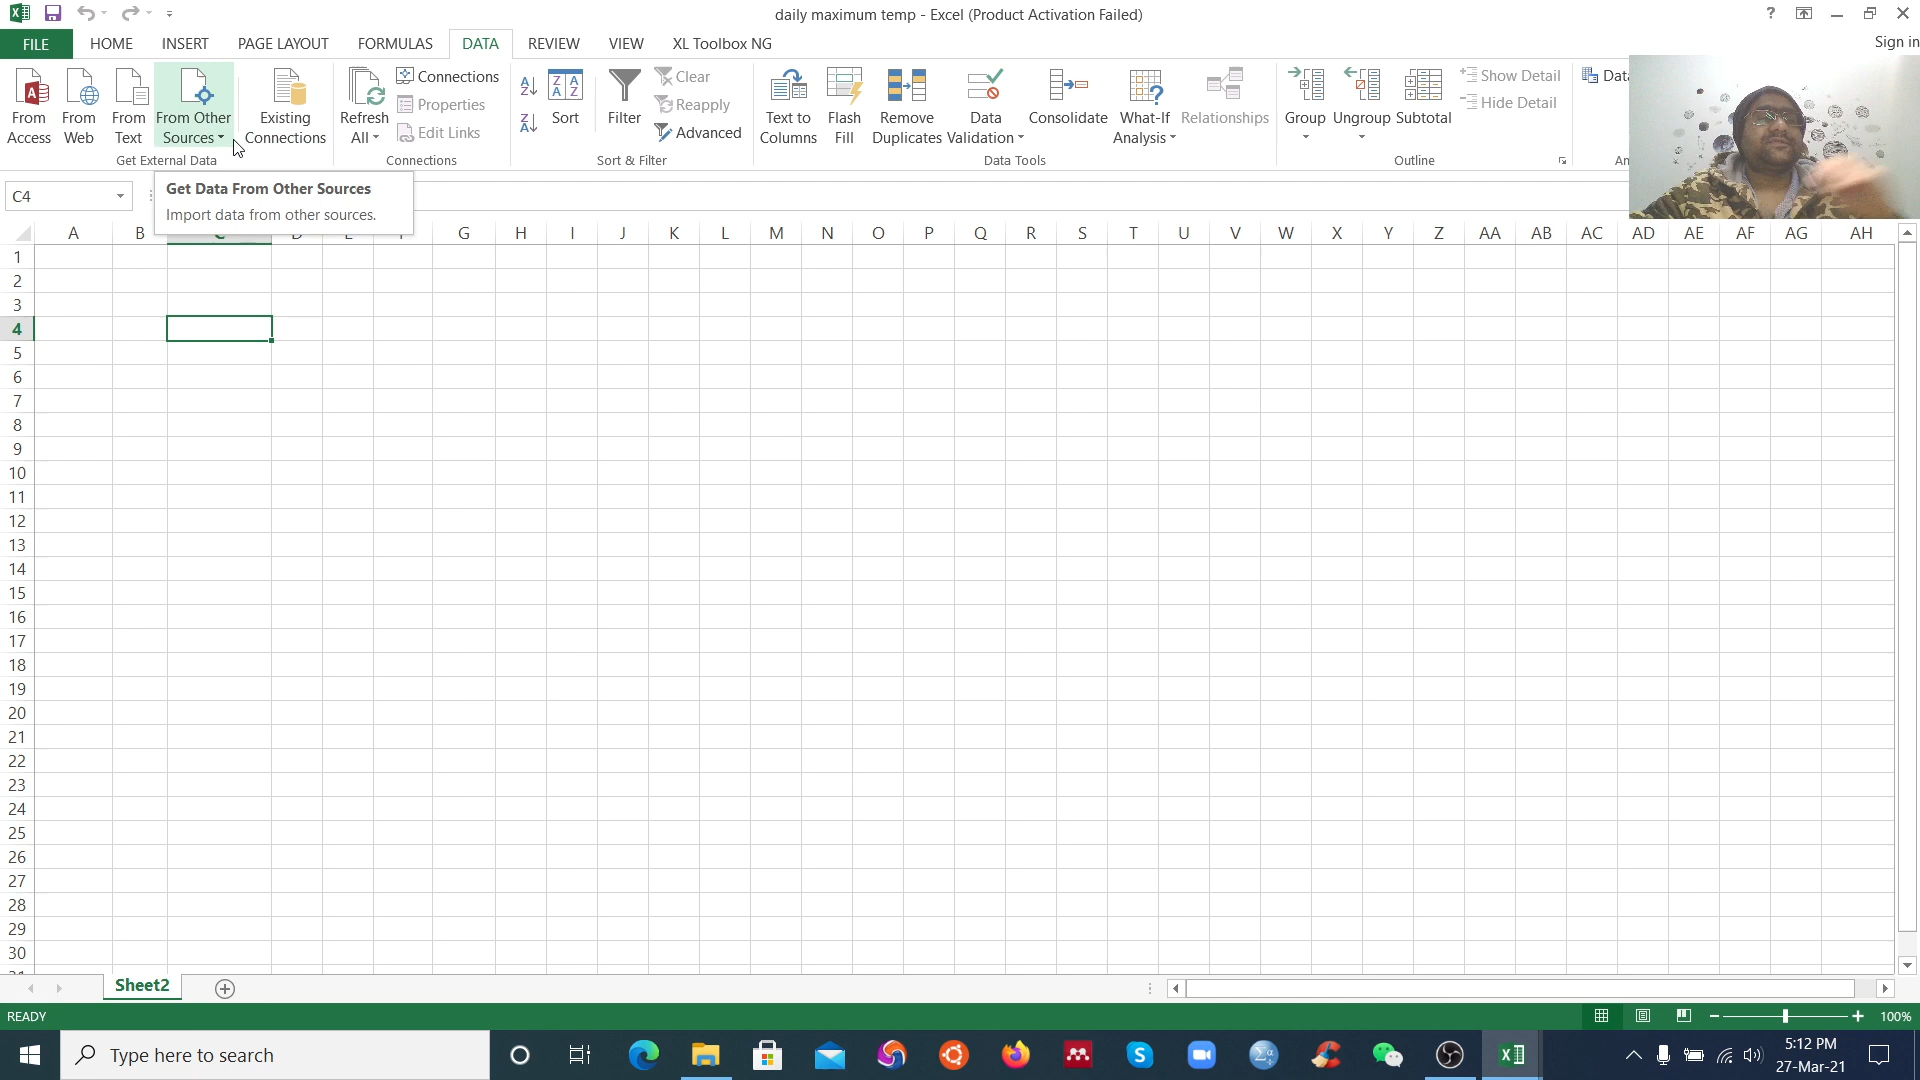 daily maximum temp - Excel (Product Activation Failed)
?
FILE HOME INSERT PAGE LAYOUT FORMULAS DATA REVIEW VIEW XL Toolbox NG
Sign in
From Access
From Web
From Text
From Other Sources
Existing Connections
Get External Data
Refresh All
Connections
Properties
Edit Links
Connections
Sort
Filter
Clear
Reapply
Advanced
Sort & Filter
Text to Columns
Flash Fill
Remove Duplicates
Data Validation
Consolidate
What-If Analysis
Relationships
Data Tools
Group
Ungroup
Subtotal
Show Detail
Hide Detail
Outline
C4
Get Data From Other Sources
Import data from other sources.
A B G H I J K L M N O P Q R S T U V W X Y Z AA AB AC AD AE AF AG AH
1
2
3
4
5
6
7
8
9
10
11
12
13
14
15
16
17
18
19
20
21
22
23
24
25
26
27
28
29
30
Sheet2
READY
100%
Type here to search
5:12 PM
27-Mar-21